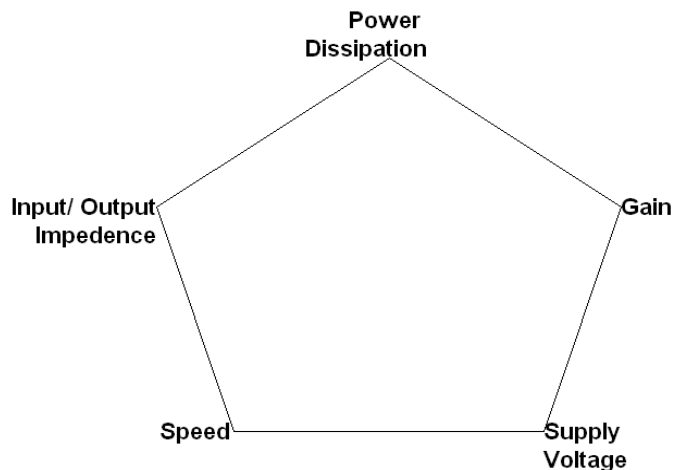 Power
Dissipation
Input/ Output
Impedence
Gain
Speed
Supply
Voltage